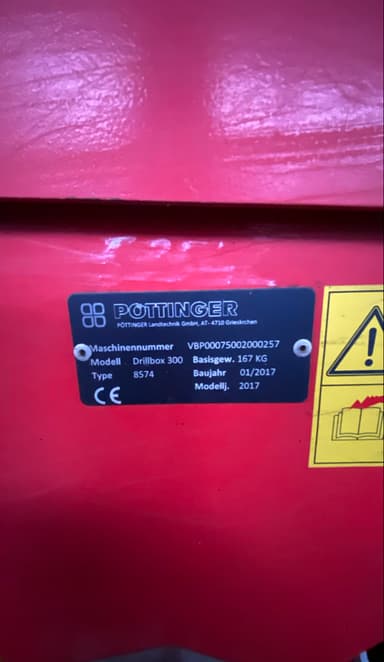 PÖTTINGER
PÖTTINGER Landtechnik GmbH, AT- 4710 Grieskirchen
Maschinennummer VBP00075002000257
Modell Drillbox 300 Basisgew. 167 KG
Type 8574 Baujahr 01/2017
Modellj. 2017
CE